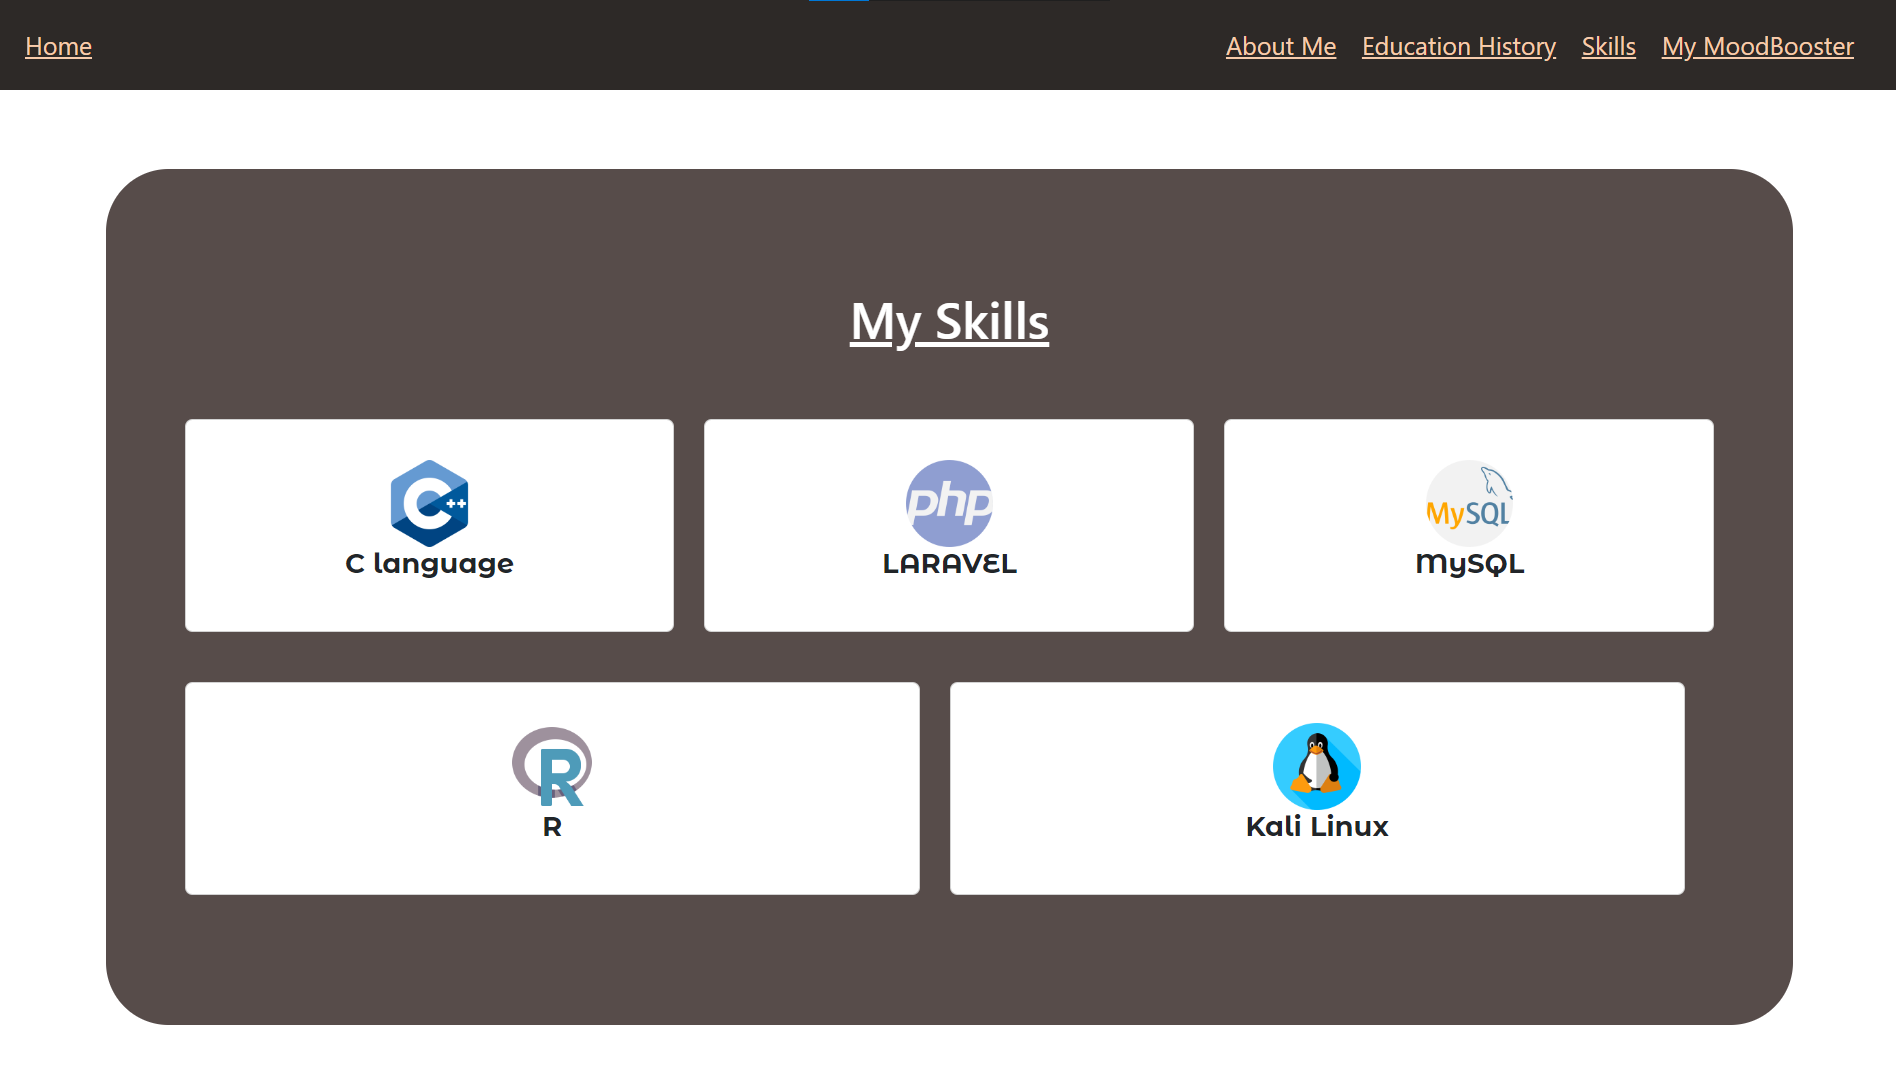 Home About Me Education History Skills My MoodBooster
My Skills
C++
C language
php
LARAVEL
MySQL
MySQL
R
R
Kali Linux